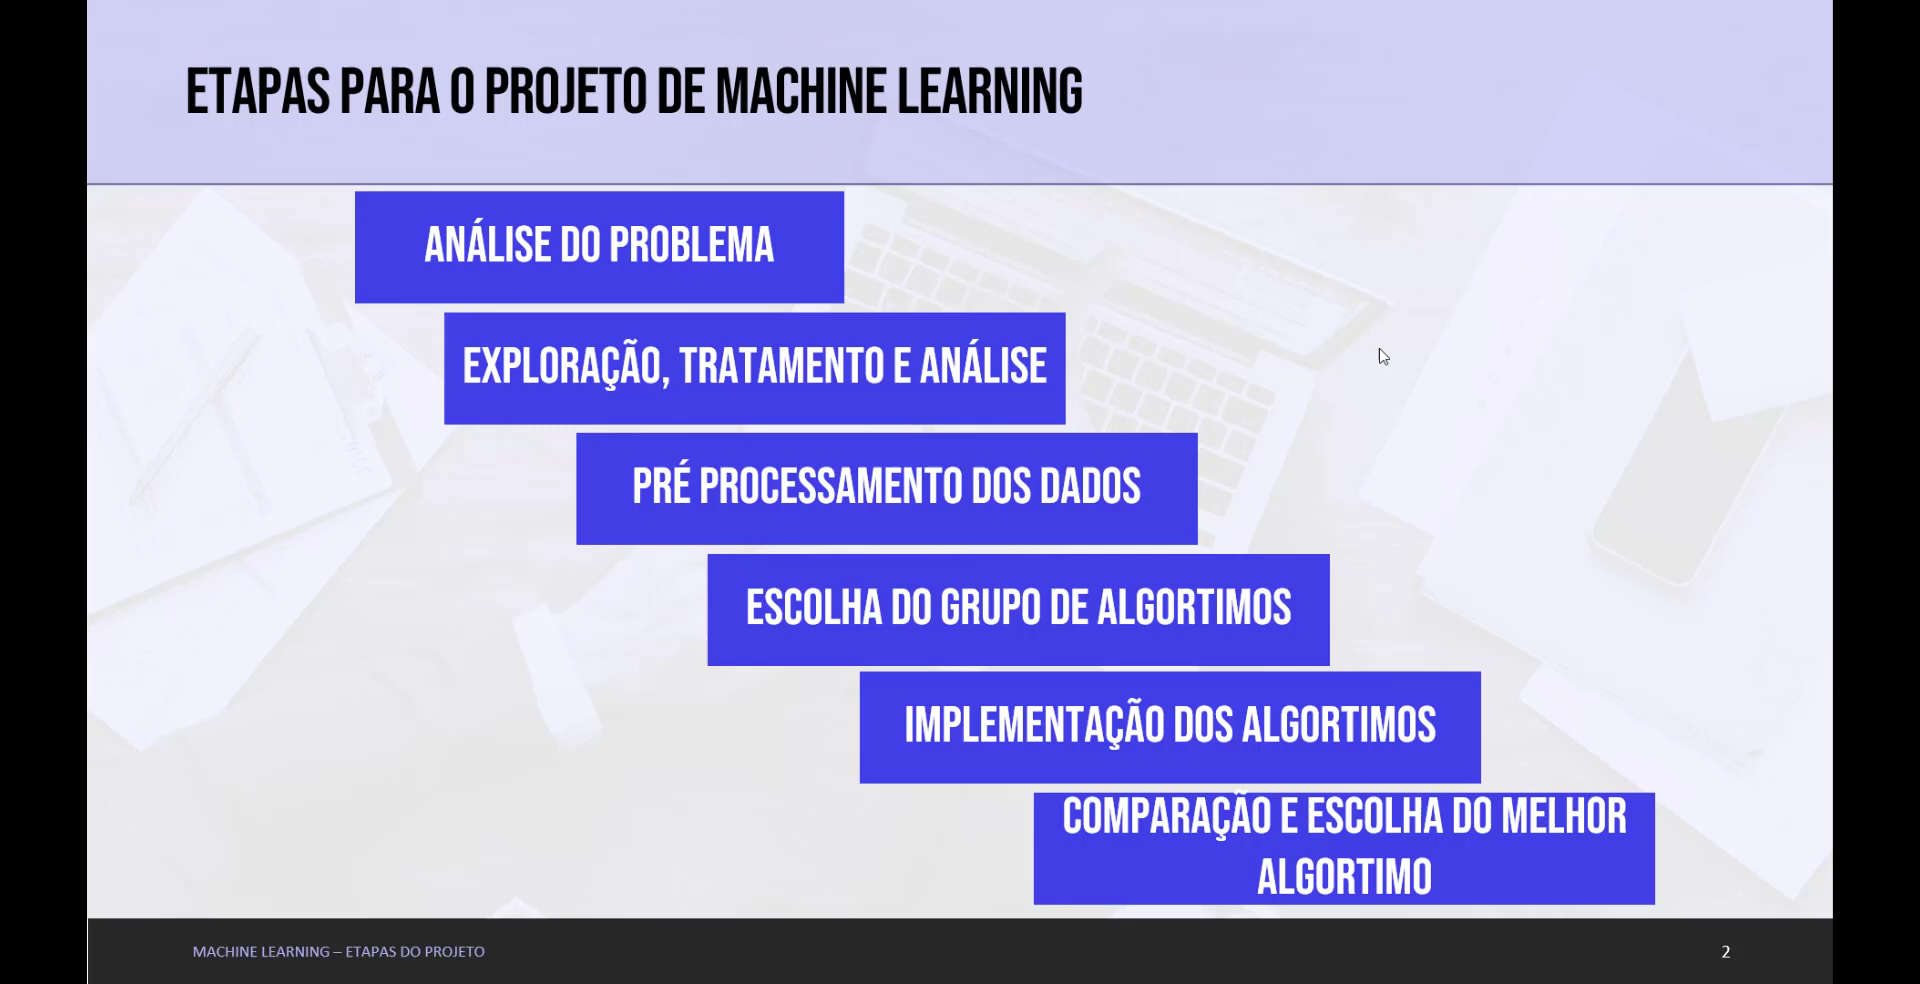 ETAPAS PARA O PROJETO DE MACHINE LEARNING
ANÁLISE DO PROBLEMA
EXPLORAÇÃO, TRATAMENTO E ANÁLISE
PRÉ PROCESSAMENTO DOS DADOS
ESCOLHA DO GRUPO DE ALGORTIMOS
IMPLEMENTAÇÃO DOS ALGORTIMOS
COMPARAÇÃO E ESCOLHA DO MELHOR
ALGORTIMO
MACHINE LEARNING – ETAPAS DO PROJETO
2